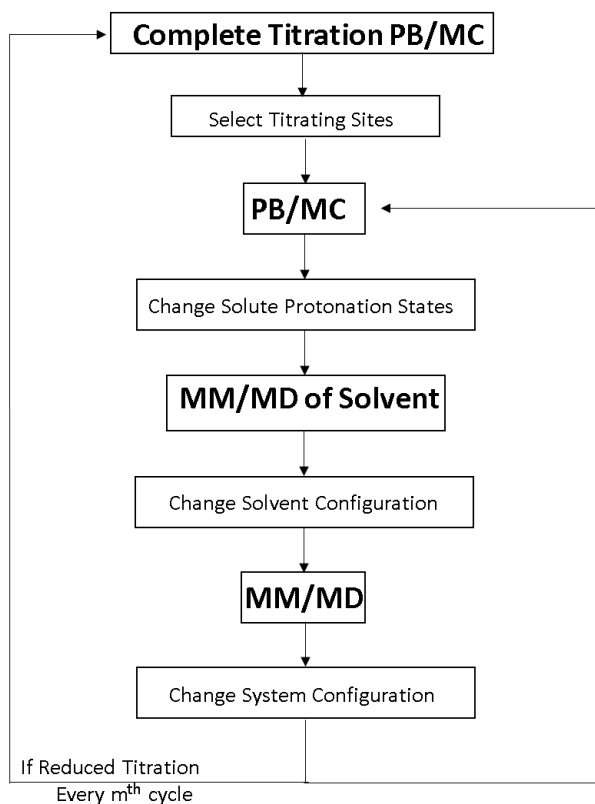 Complete Titration PB/MC
Select Titrating Sites
PB/MC
Change Solute Protonation States
MM/MD of Solvent
Change Solvent Configuration
MM/MD
Change System Configuration
If Reduced Titration
Every mth cycle